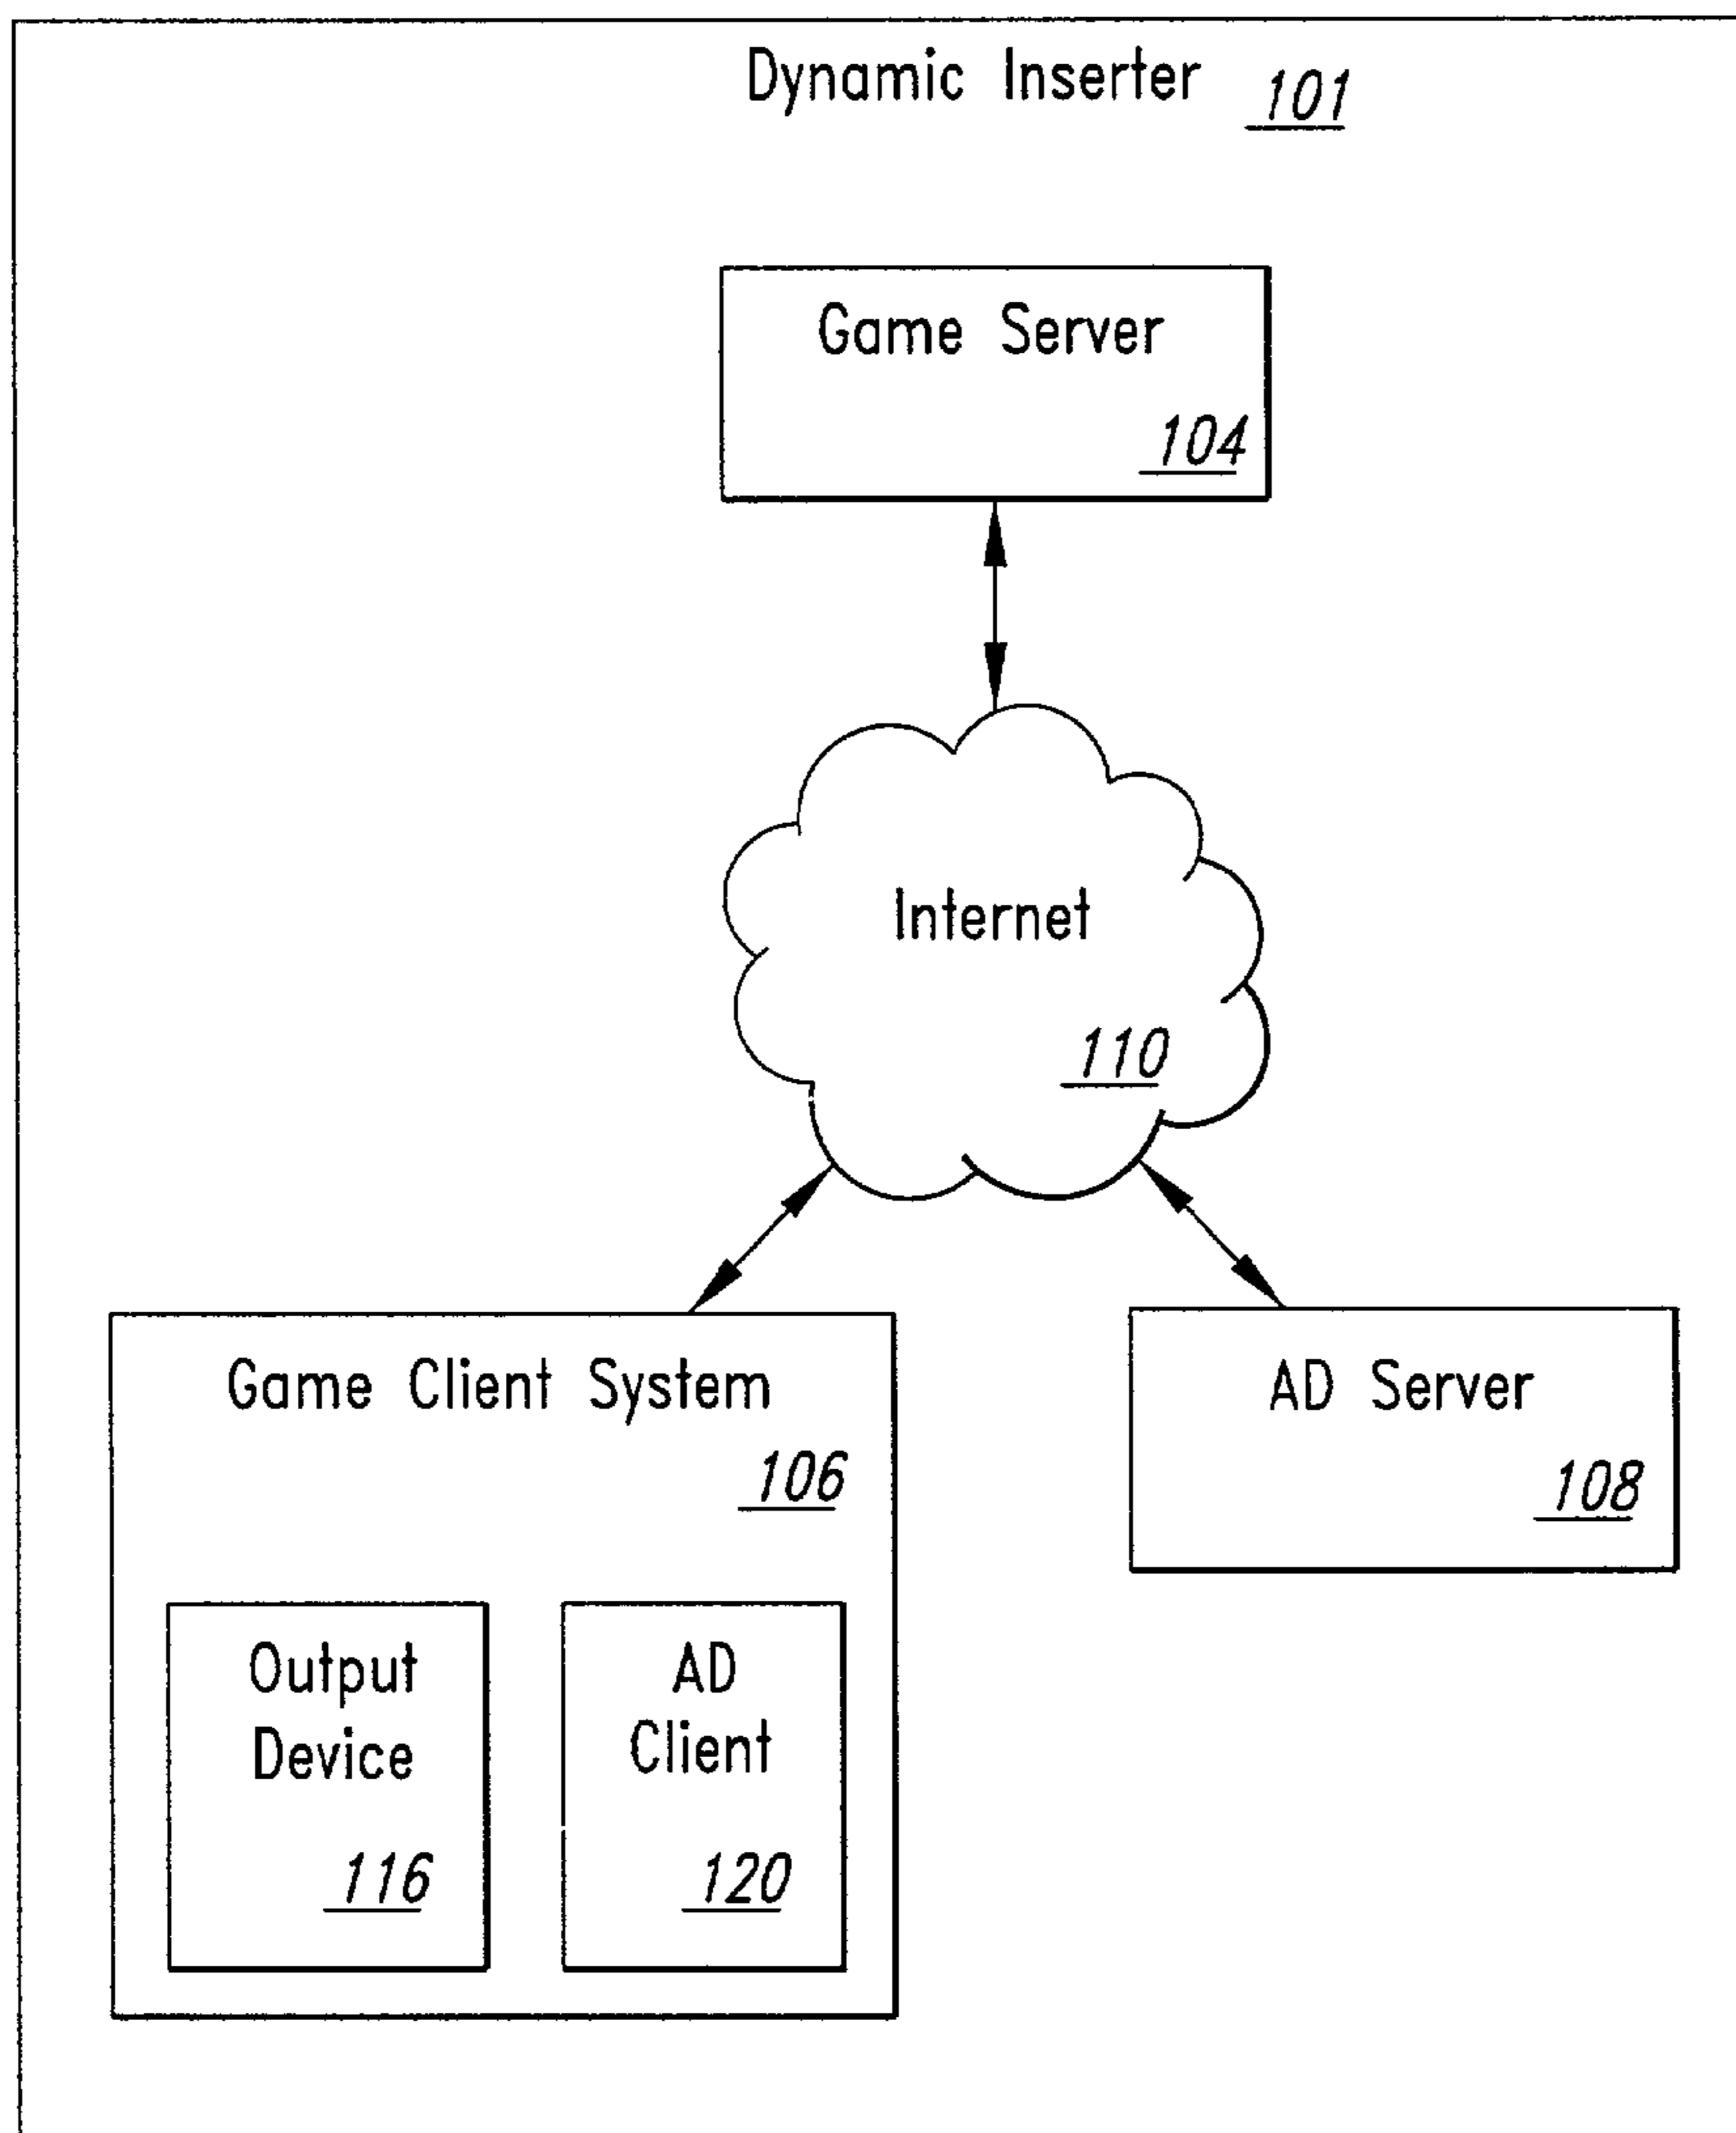 Dynamic Inserter 101
Game Server
104
Internet
110
Game Client System
106
AD Server
108
Output
Device
116
AD
Client
120